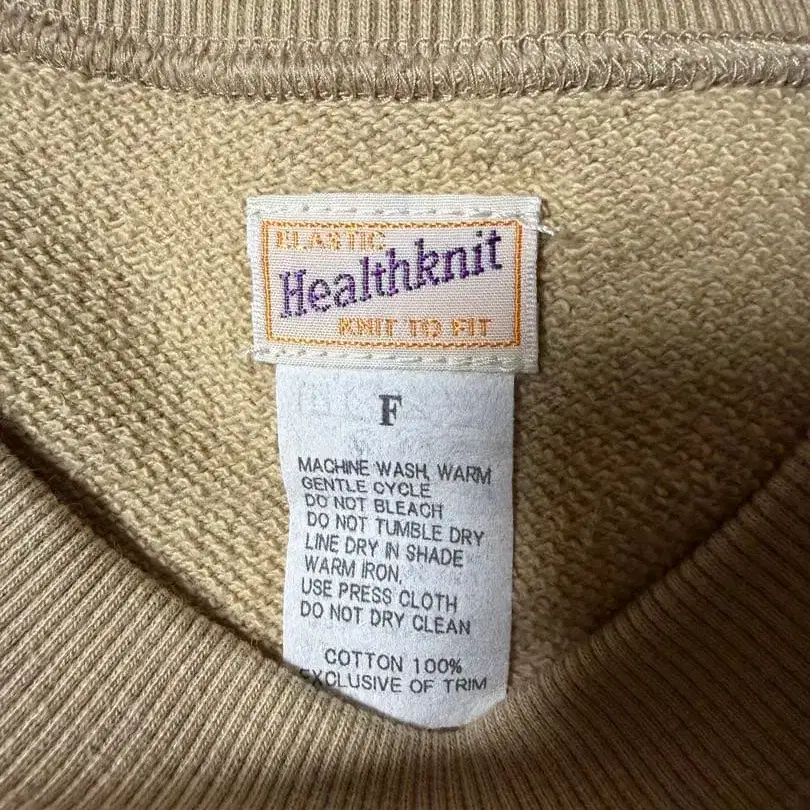 ELASTIC
Healthknit
KNIT TO FIT
F
MACHINE WASH, WARM
GENTLE CYCLE
DO NOT BLEACH
DO NOT TUMBLE DRY
LINE DRY IN SHADE
WARM IRON,
USE PRESS CLOTH
DO NOT DRY CLEAN
COTTON 100%
EXCLUSIVE OF TRIM